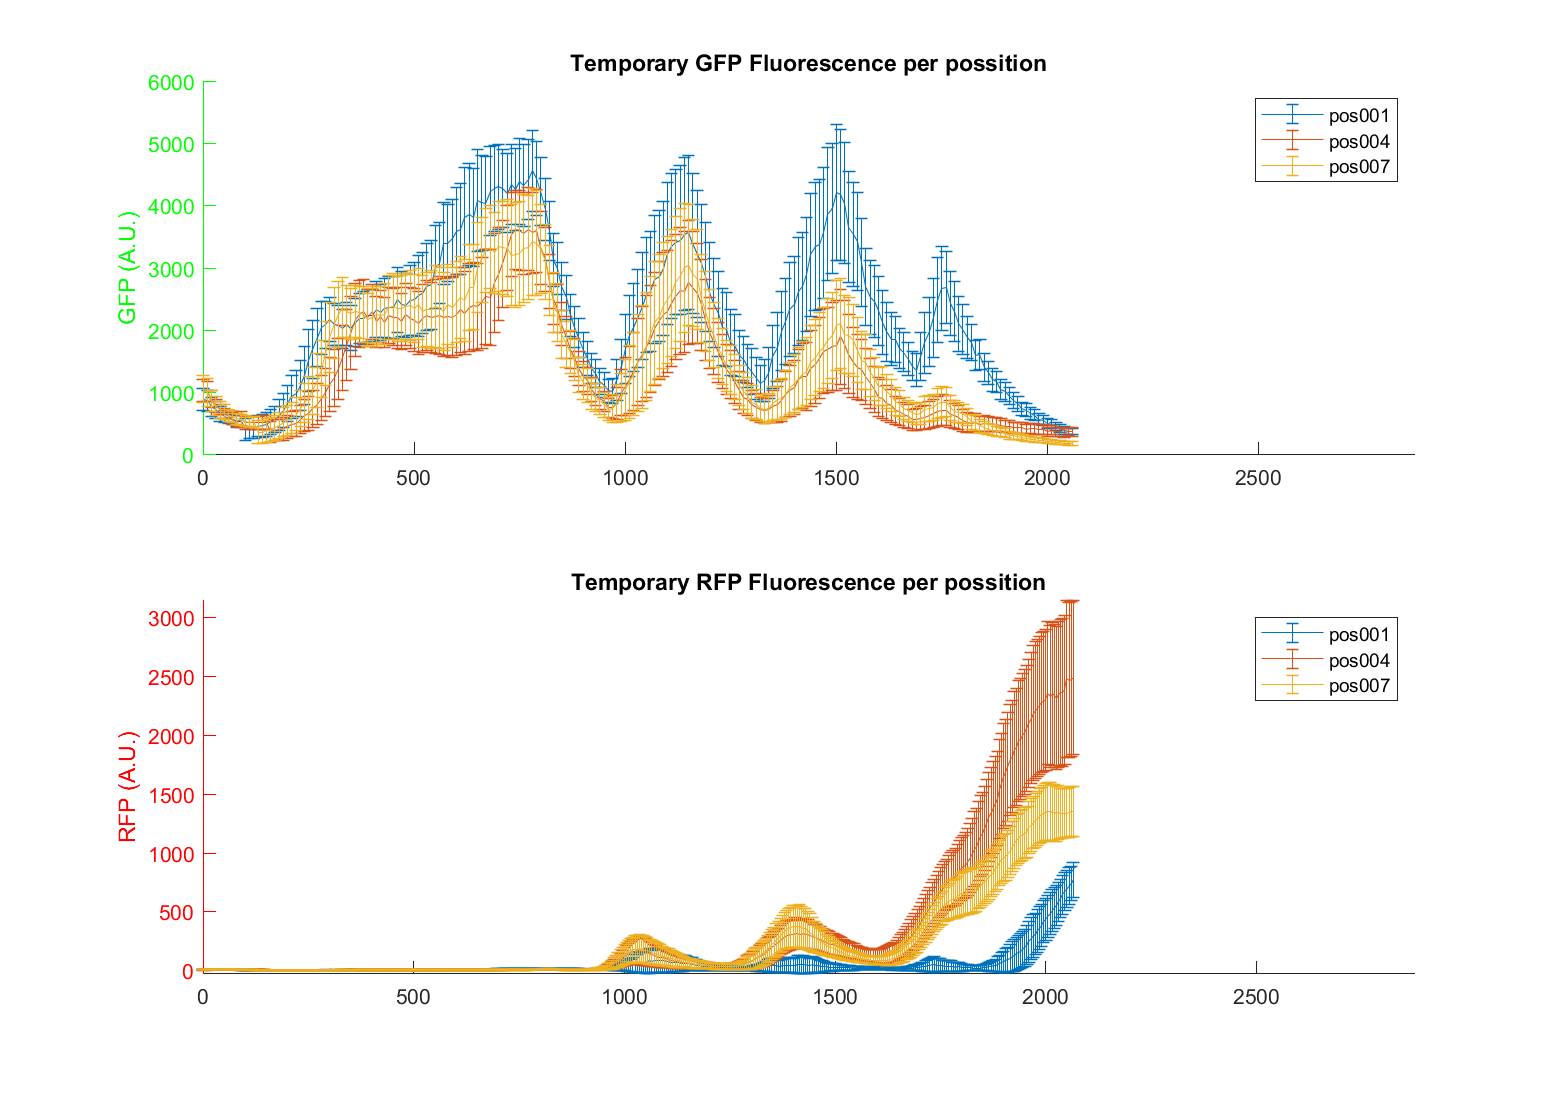 Temporary GFP Fluorescence per possition
GFP (A.U.)
6000
5000
4000
3000
2000
1000
0
0 500 1000 1500 2000 2500
pos001
pos004
pos007
Temporary RFP Fluorescence per possition
RFP (A.U.)
3000
2500
2000
1500
1000
500
0
0 500 1000 1500 2000 2500
pos001
pos004
pos007